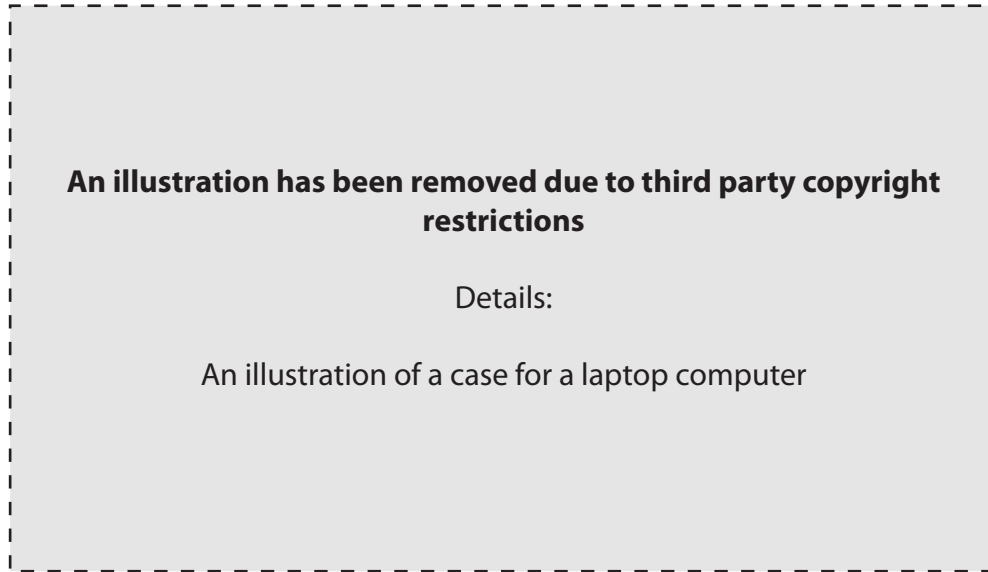 An illustration has been removed due to third party copyright
restrictions
Details:
An illustration of a case for a laptop computer